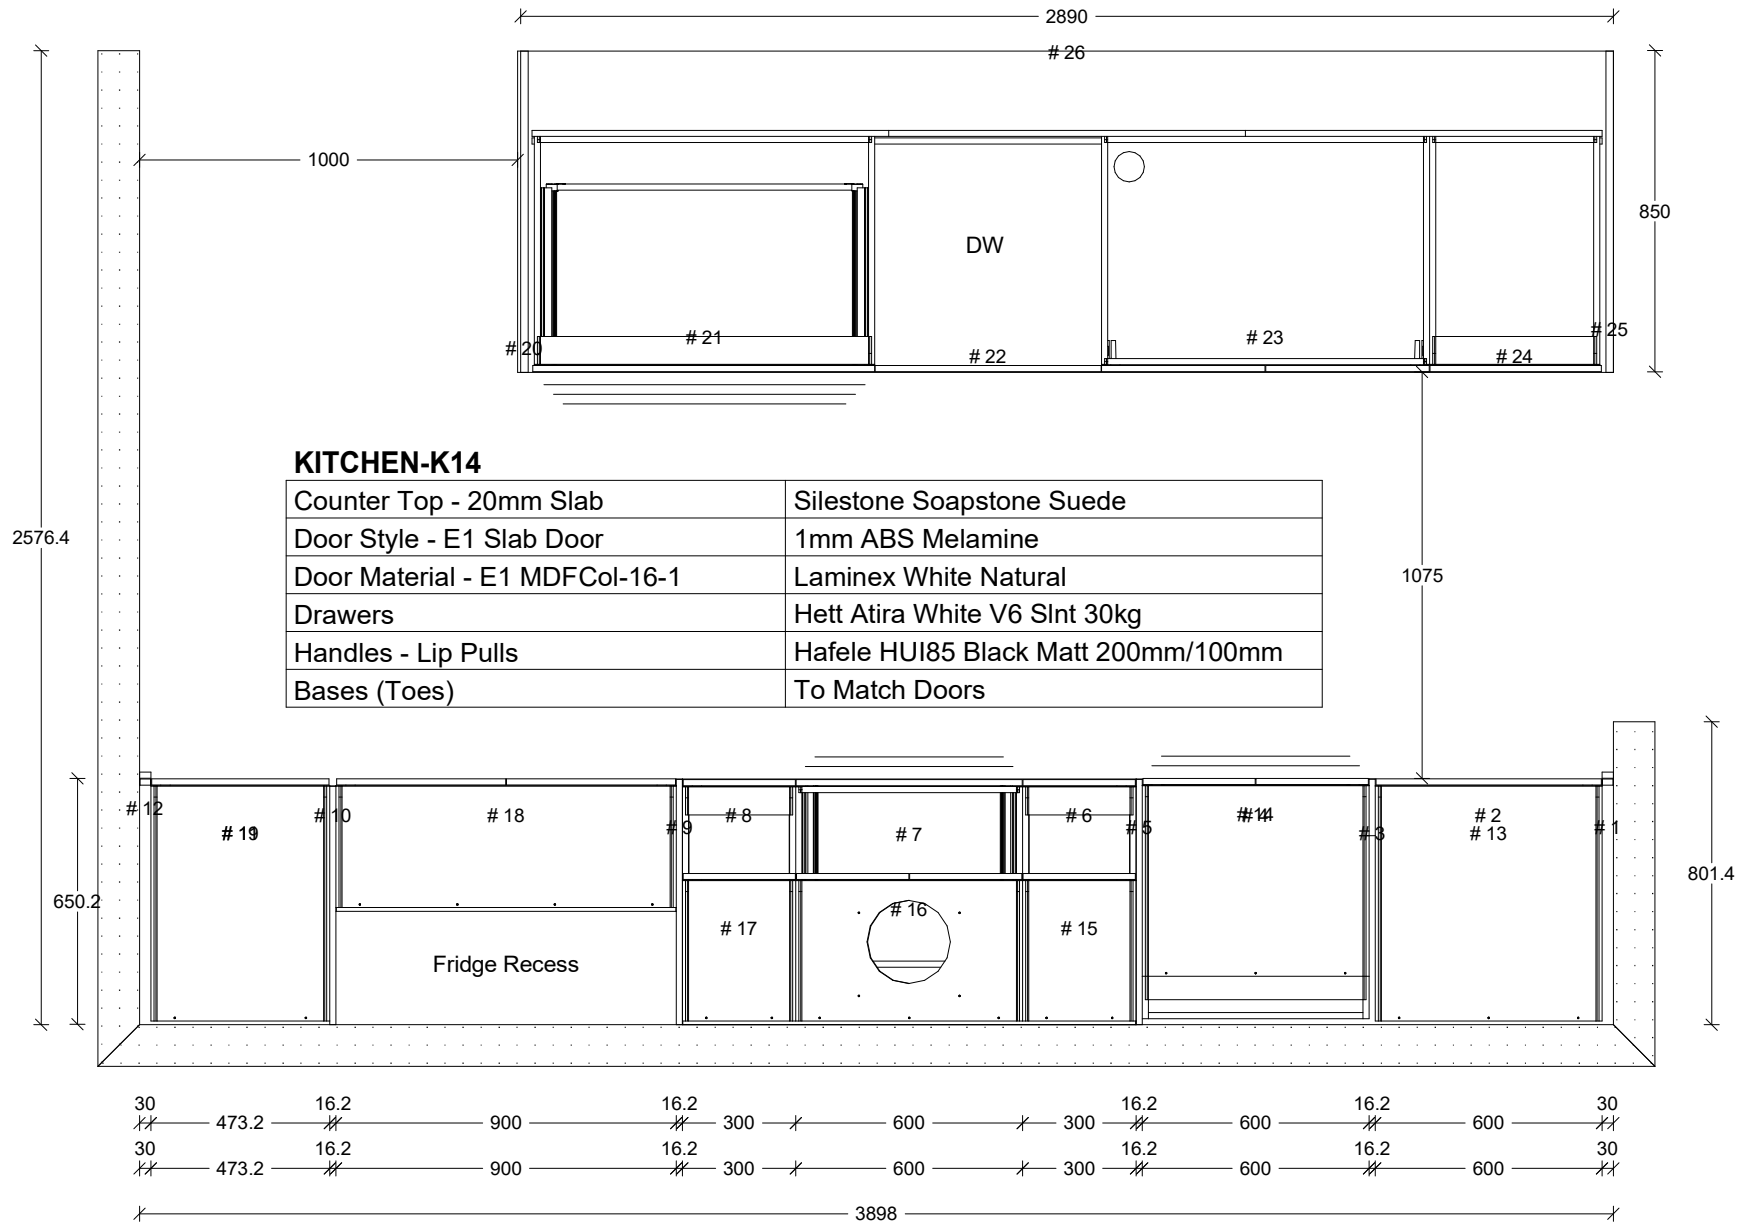 2890
# 26
1000
850
DW
# 21
# 23
# 25
# 20
# 22
# 24
KITCHEN-K14
Counter Top - 20mm Slab Silestone Soapstone Suede
Door Style - E1 Slab Door 1mm ABS Melamine
Door Material - E1 MDFCol-16-1 Laminex White Natural
Drawers Hett Atira White V6 Slnt 30kg
Handles - Lip Pulls Hafele HUI85 Black Matt 200mm/100mm
Bases (Toes) To Match Doors
2576.4
1075
# 12
# 10
# 18
# 9
# 8
# 7
# 6
# 5
# 14
# 3
# 2
# 13
# 1
650.2
801.4
# 17
# 16
# 15
Fridge Recess
30 16.2 16.2 16.2 16.2 30
473.2 900 300 600 300 600 600
30 16.2 16.2 16.2 16.2 30
473.2 900 300 600 300 600 600
3898